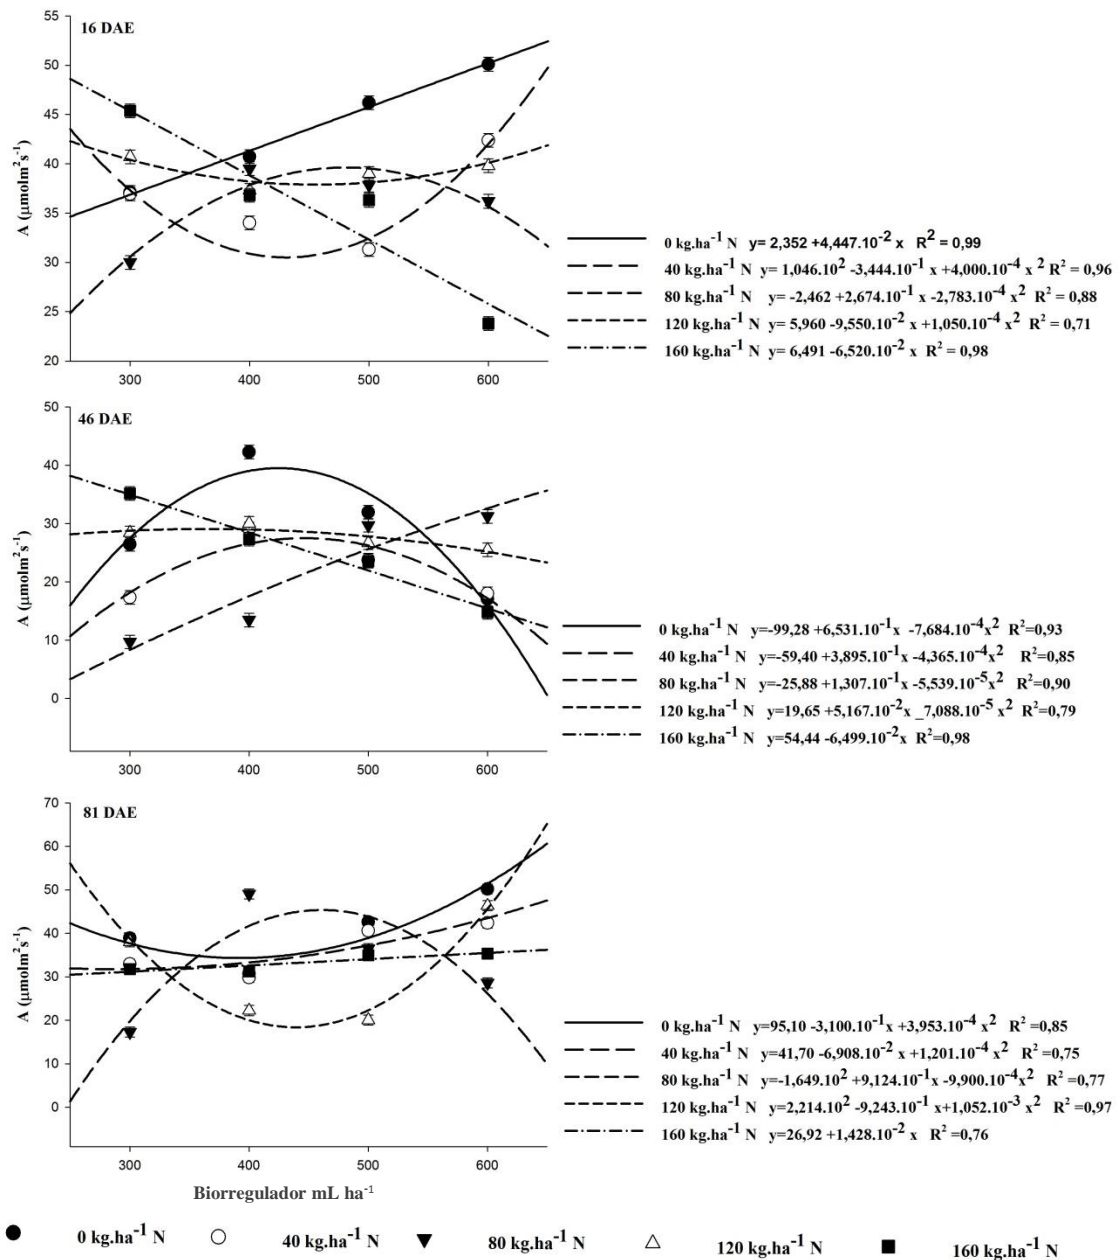 55
16 DAE
50
45
40
35
30
25
20
A (µmolm²s⁻¹)
300 400 500 600
0 kg.ha⁻¹ N y= 2,352 +4,447.10⁻² x R² = 0,99
40 kg.ha⁻¹ N y= 1,046.10² -3,444.10⁻¹ x +4,000.10⁻⁴ x ² R² = 0,96
80 kg.ha⁻¹ N y= -2,462 +2,674.10⁻¹ x -2,783.10⁻⁴ x² R² = 0,88
120 kg.ha⁻¹ N y= 5,960 -9,550.10⁻² x +1,050.10⁻⁴ x² R² = 0,71
160 kg.ha⁻¹ N y= 6,491 -6,520.10⁻² x R² = 0,98
50
46 DAE
40
30
20
10
0
A (µmolm²s⁻¹)
300 400 500 600
0 kg.ha⁻¹ N y=-99,28 +6,531.10⁻¹x -7,684.10⁻⁴x² R²=0,93
40 kg.ha⁻¹ N y=-59,40 +3,895.10⁻¹x -4,365.10⁻⁴x² R²=0,85
80 kg.ha⁻¹ N y=-25,88 +1,307.10⁻¹x -5,539.10⁻⁵x² R²=0,90
120 kg.ha⁻¹ N y=19,65 +5,167.10⁻²x _7,088.10⁻⁵ x² R²=0,79
160 kg.ha⁻¹ N y=54,44 -6,499.10⁻²x R²=0,98
70
81 DAE
60
50
40
30
20
10
0
A (µmolm²s⁻¹)
300 400 500 600
Biorregulador mL ha⁻¹
0 kg.ha⁻¹ N y=95,10 -3,100.10⁻¹x +3,953.10⁻⁴ x² R² =0,85
40 kg.ha⁻¹ N y=41,70 -6,908.10⁻² x +1,201.10⁻⁴ x² R² =0,75
80 kg.ha⁻¹ N y=-1,649.10² +9,124.10⁻¹x -9,900.10⁻⁴x² R² =0,77
120 kg.ha⁻¹ N y=2,214.10² -9,243.10⁻¹ x+1,052.10⁻³ x² R² =0,97
160 kg.ha⁻¹ N y=26,92 +1,428.10⁻² x R² =0,76
0 kg.ha⁻¹ N 40 kg.ha⁻¹ N 80 kg.ha⁻¹ N 120 kg.ha⁻¹ N 160 kg.ha⁻¹ N